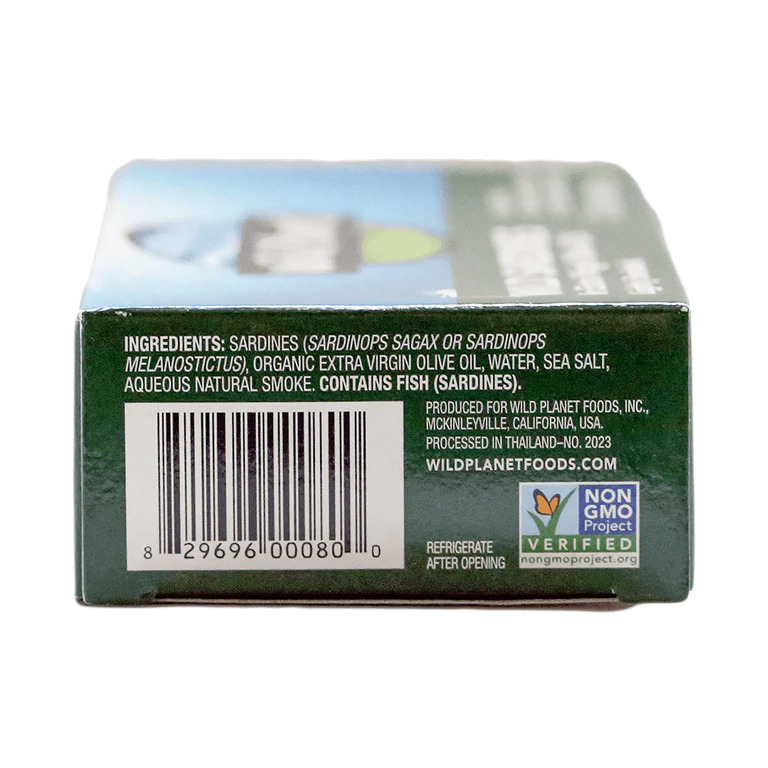 INGREDIENTS: SARDINES (SARDINOPS SAGAX OR SARDINOPS
MELANOSTICTUS), ORGANIC EXTRA VIRGIN OLIVE OIL, WATER, SEA SALT,
AQUEOUS NATURAL SMOKE. CONTAINS FISH (SARDINES).
PRODUCED FOR WILD PLANET FOODS, INC.,
MCKINLEYVILLE, CALIFORNIA, USA.
PROCESSED IN THAILAND–NO. 2023
WILDPLANETFOODS.COM
8 29696 00080 0
REFRIGERATE
AFTER OPENING
NON
GMO
Project
VERIFIED
nongmoproject.org